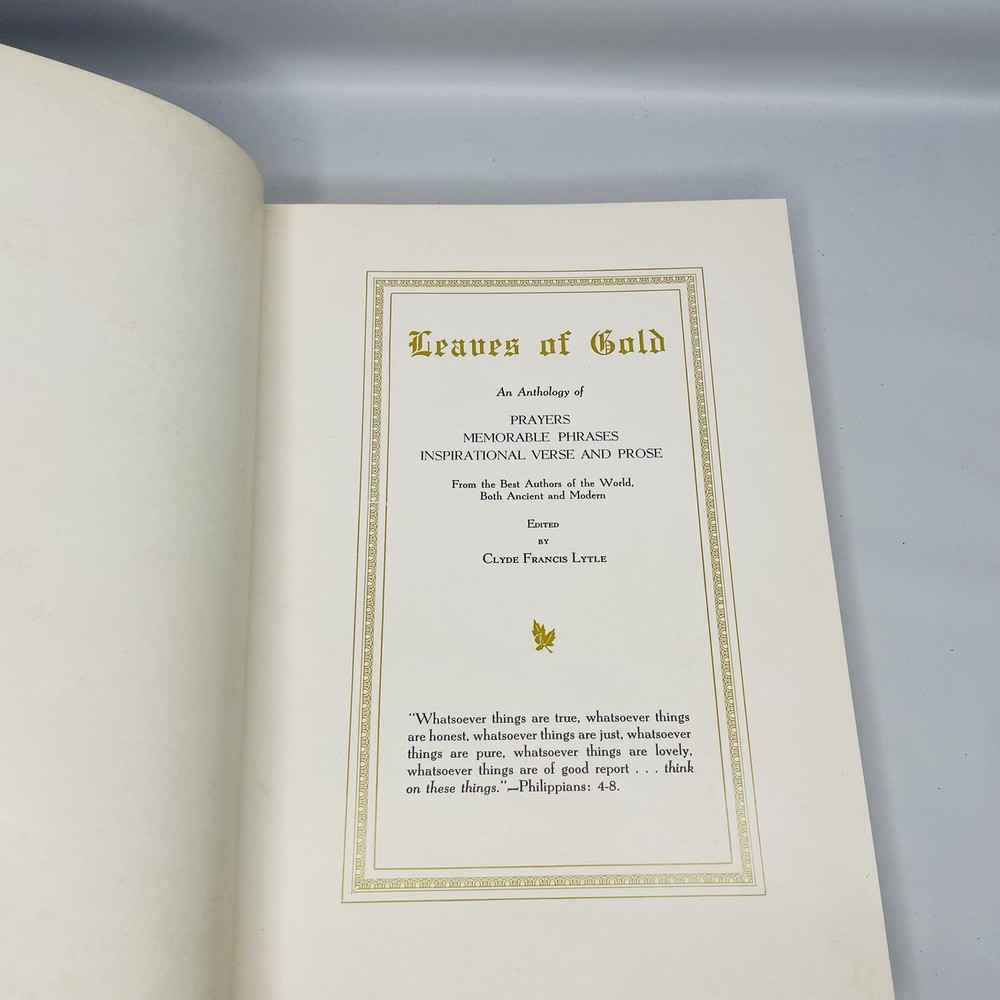 Leaves of Gold
An Anthology of
PRAYERS
MEMORABLE PHRASES
INSPIRATIONAL VERSE AND PROSE
From the Best Authors of the World,
Both Ancient and Modern
EDITED
BY
CLYDE FRANCIS LYTLE
"Whatsoever things are true, whatsoever things
are honest, whatsoever things are just, whatsoever
things are pure, whatsoever things are lovely,
whatsoever things are of good report . . . think
on these things."—Philippians: 4-8.